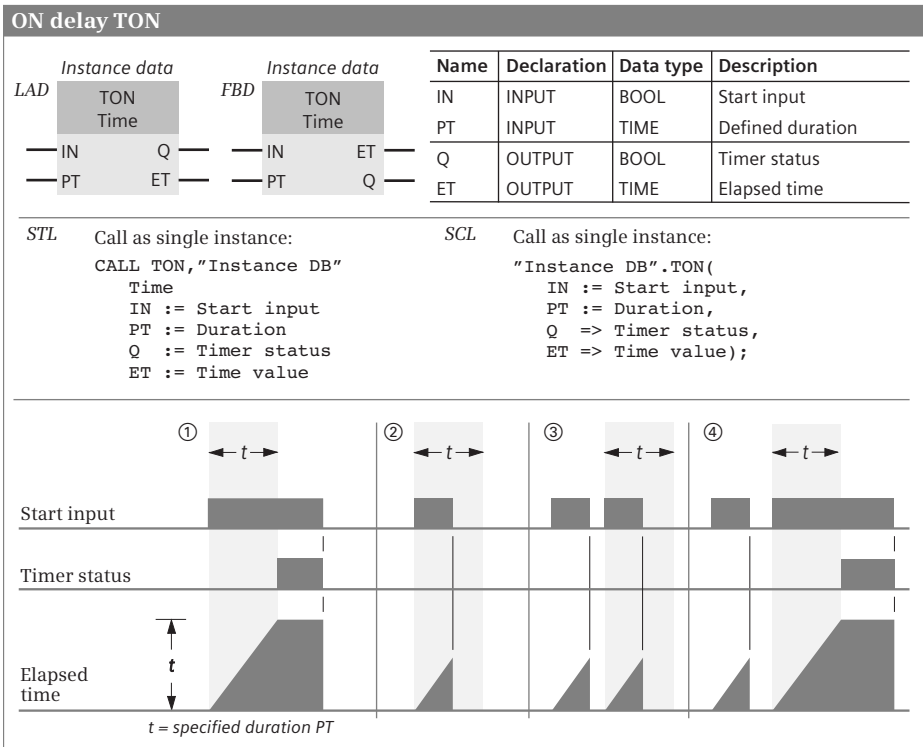 ON delay TON
Instance data
LAD
TON
Time
IN Q
PT ET
Instance data
FBD
TON
Time
IN ET
PT Q
Name Declaration Data type Description
IN INPUT BOOL Start input
PT INPUT TIME Defined duration
Q OUTPUT BOOL Timer status
ET OUTPUT TIME Elapsed time
STL Call as single instance:
CALL TON,"Instance DB"
Time
IN := Start input
PT := Duration
Q := Timer status
ET := Time value
SCL Call as single instance:
"Instance DB".TON(
IN := Start input,
PT := Duration,
Q => Timer status,
ET => Time value);
① ② ③ ④
t t t t
Start input
Timer status
t
Elapsed
time
t = specified duration PT